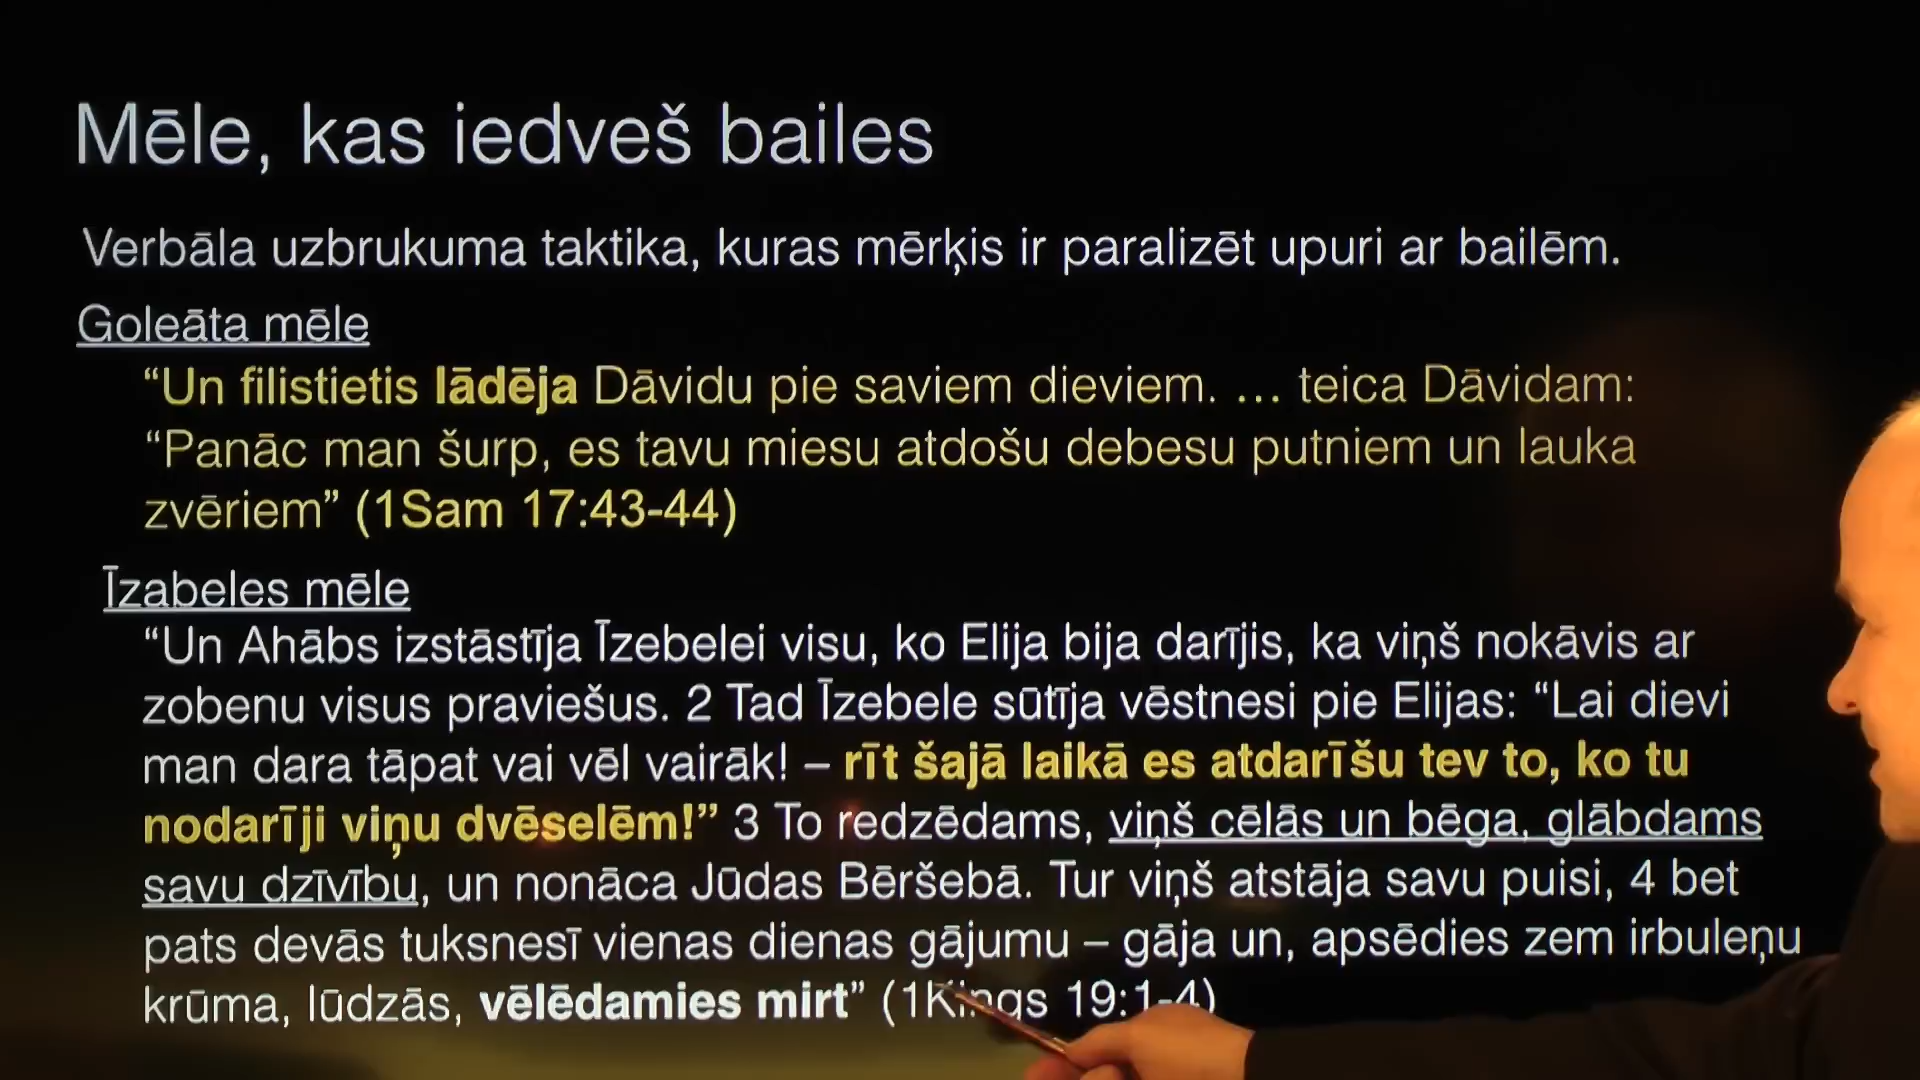 Mēle, kas iedveš bailes
Verbāla uzbrukuma taktika, kuras mērķis ir paralizēt upuri ar bailēm.
Goleāta mēle
“Un filistietis lādēja Dāvidu pie saviem dieviem. … teica Dāvidam:
“Panāc man šurp, es tavu miesu atdošu debesu putniem un lauka
zvēriem” (1Sam 17:43-44)
Īzabeles mēle
“Un Ahābs izstāstīja Īzebelei visu, ko Elija bija darījis, ka viņš nokāvis ar
zobenu visus praviešus. 2 Tad Īzebele sūtīja vēstnesi pie Elijas: “Lai dievi
man dara tāpat vai vēl vairāk! – rīt šajā laikā es atdarīšu tev to, ko tu
nodarīji viņu dvēselēm!” 3 To redzēdams, viņš cēlās un bēga, glābdams
savu dzīvību, un nonāca Jūdas Bēršebā. Tur viņš atstāja savu puisi, 4 bet
pats devās tuksnesī vienas dienas gājumu – gāja un, apsēdies zem irbuleņu
krūma, lūdzās, vēlēdamies mirt” (1Kings 19:1-4)